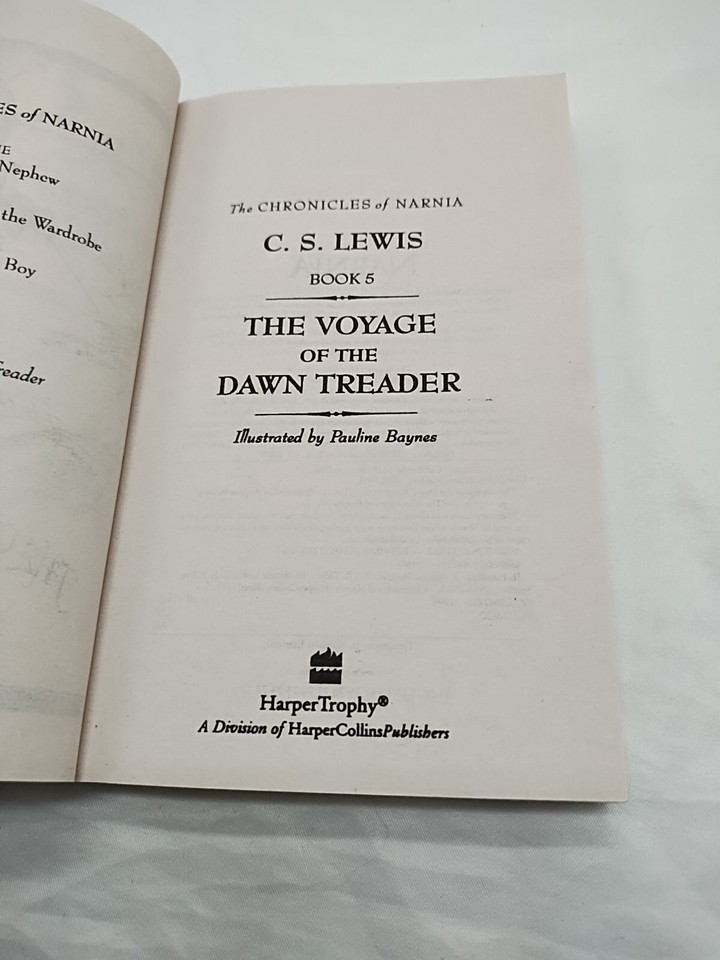 ES of NARNIA
Nephew
the Wardrobe
Boy
reader
The CHRONICLES of NARNIA
C. S. LEWIS
BOOK 5
THE VOYAGE
OF THE
DAWN TREADER
Illustrated by Pauline Baynes
HarperTrophy®
A Division of HarperCollinsPublishers